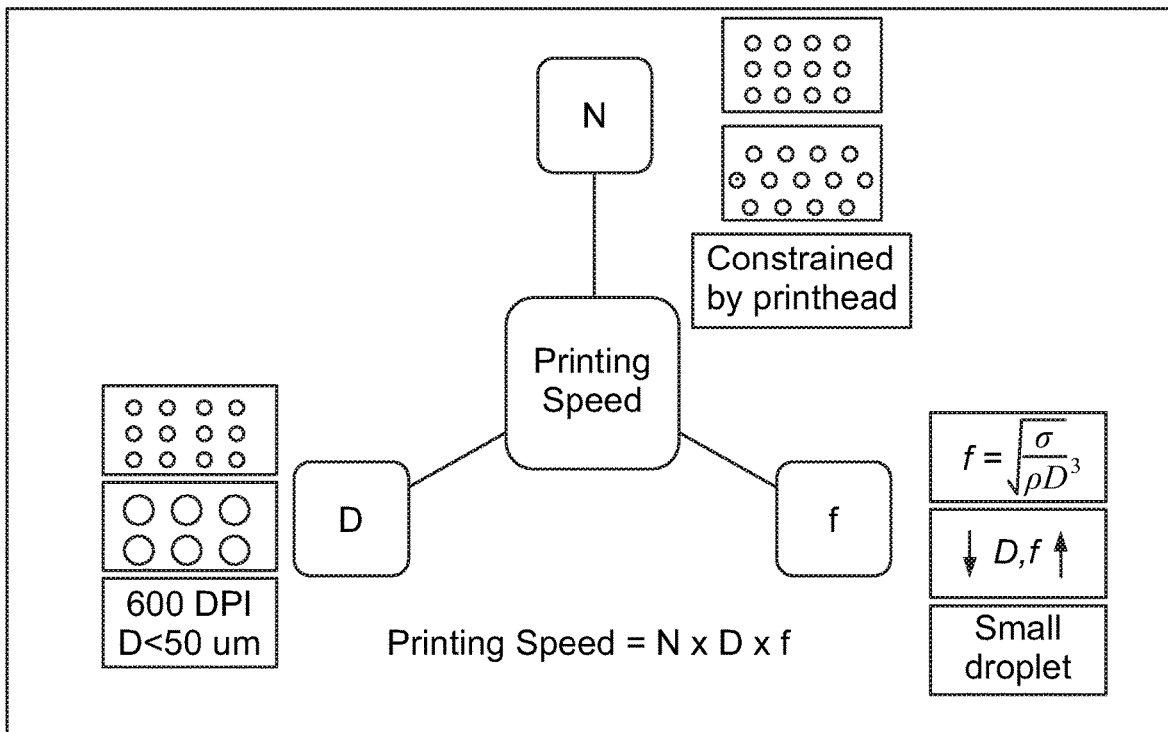 N
Constrained
by printhead
Printing
Speed
D
600 DPI
D<50 um
f
f = √σ/ρD³
↓ D,f ↑
Small
droplet
Printing Speed = N x D x f